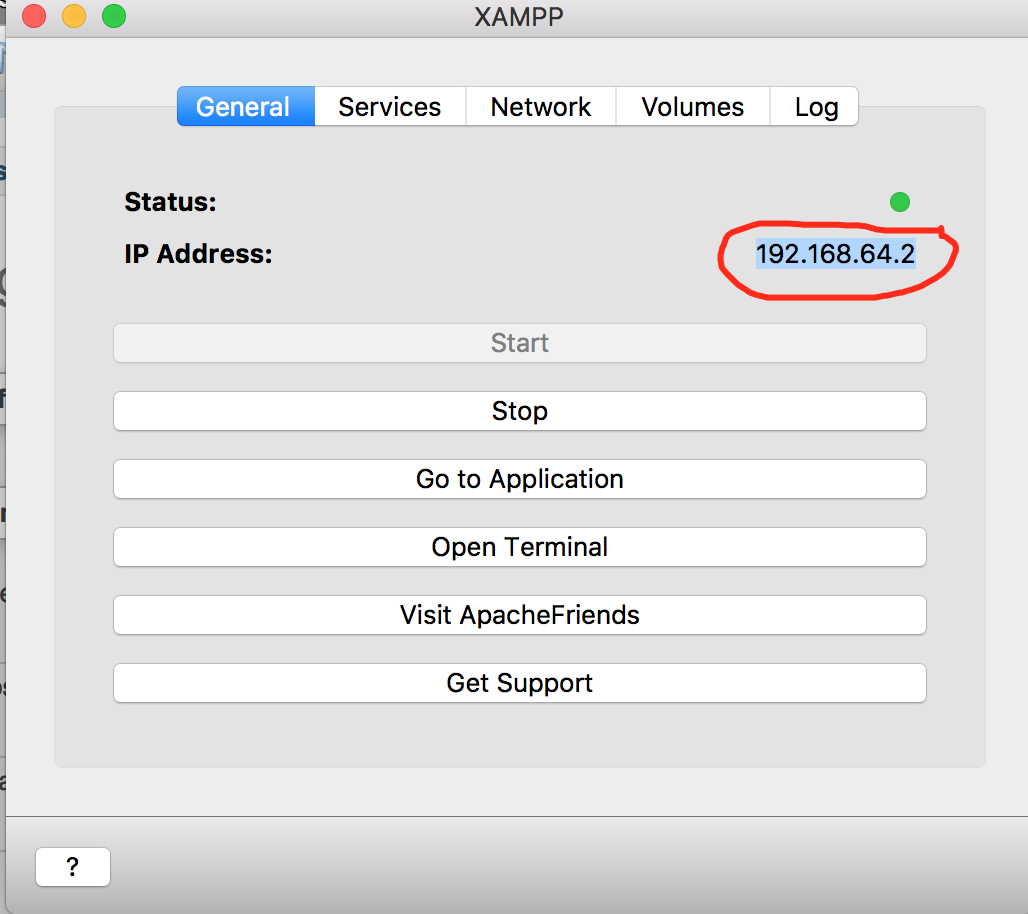 XAMPP
General Services Network Volumes Log
Status:
IP Address: 192.168.64.2
Start
Stop
Go to Application
Open Terminal
Visit ApacheFriends
Get Support
?